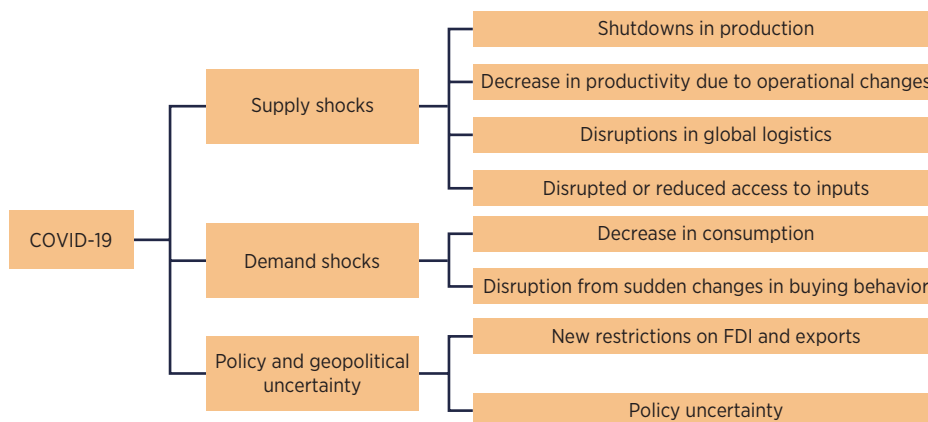 COVID-19
Supply shocks
Shutdowns in production
Decrease in productivity due to operational changes
Disruptions in global logistics
Disrupted or reduced access to inputs
Demand shocks
Decrease in consumption
Disruption from sudden changes in buying behavior
Policy and geopolitical
uncertainty
New restrictions on FDI and exports
Policy uncertainty